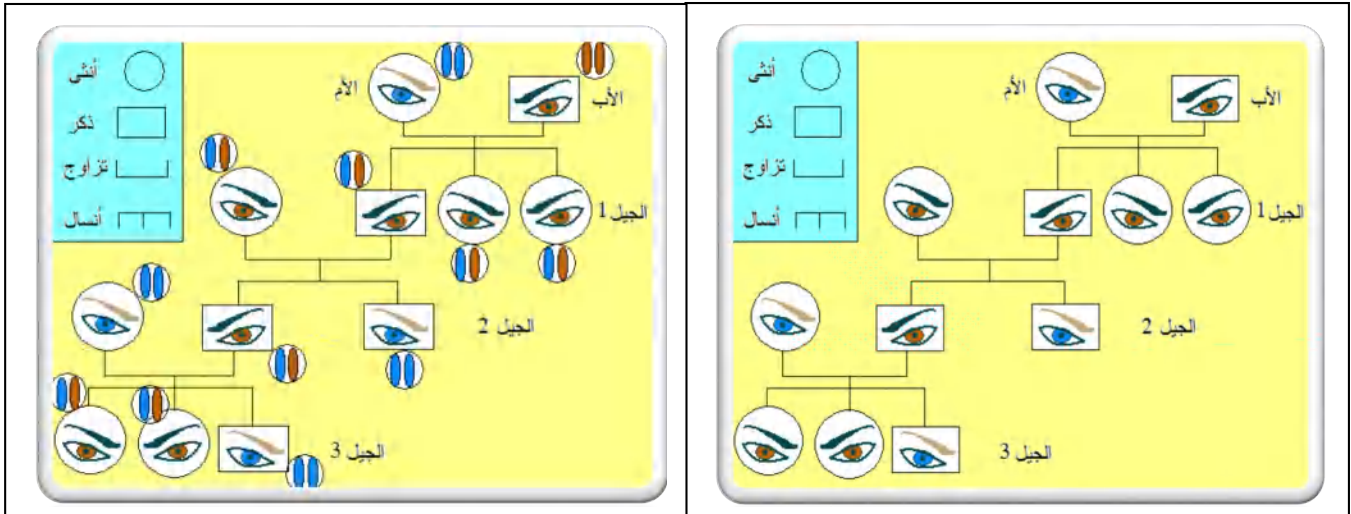 أنثى
ذكر
تزاوج
أنسال
الأم
الأب
الجيل 1
الجيل 2
الجيل 3
أنثى
ذكر
تزاوج
أنسال
الأم
الأب
الجيل 1
الجيل 2
الجيل 3